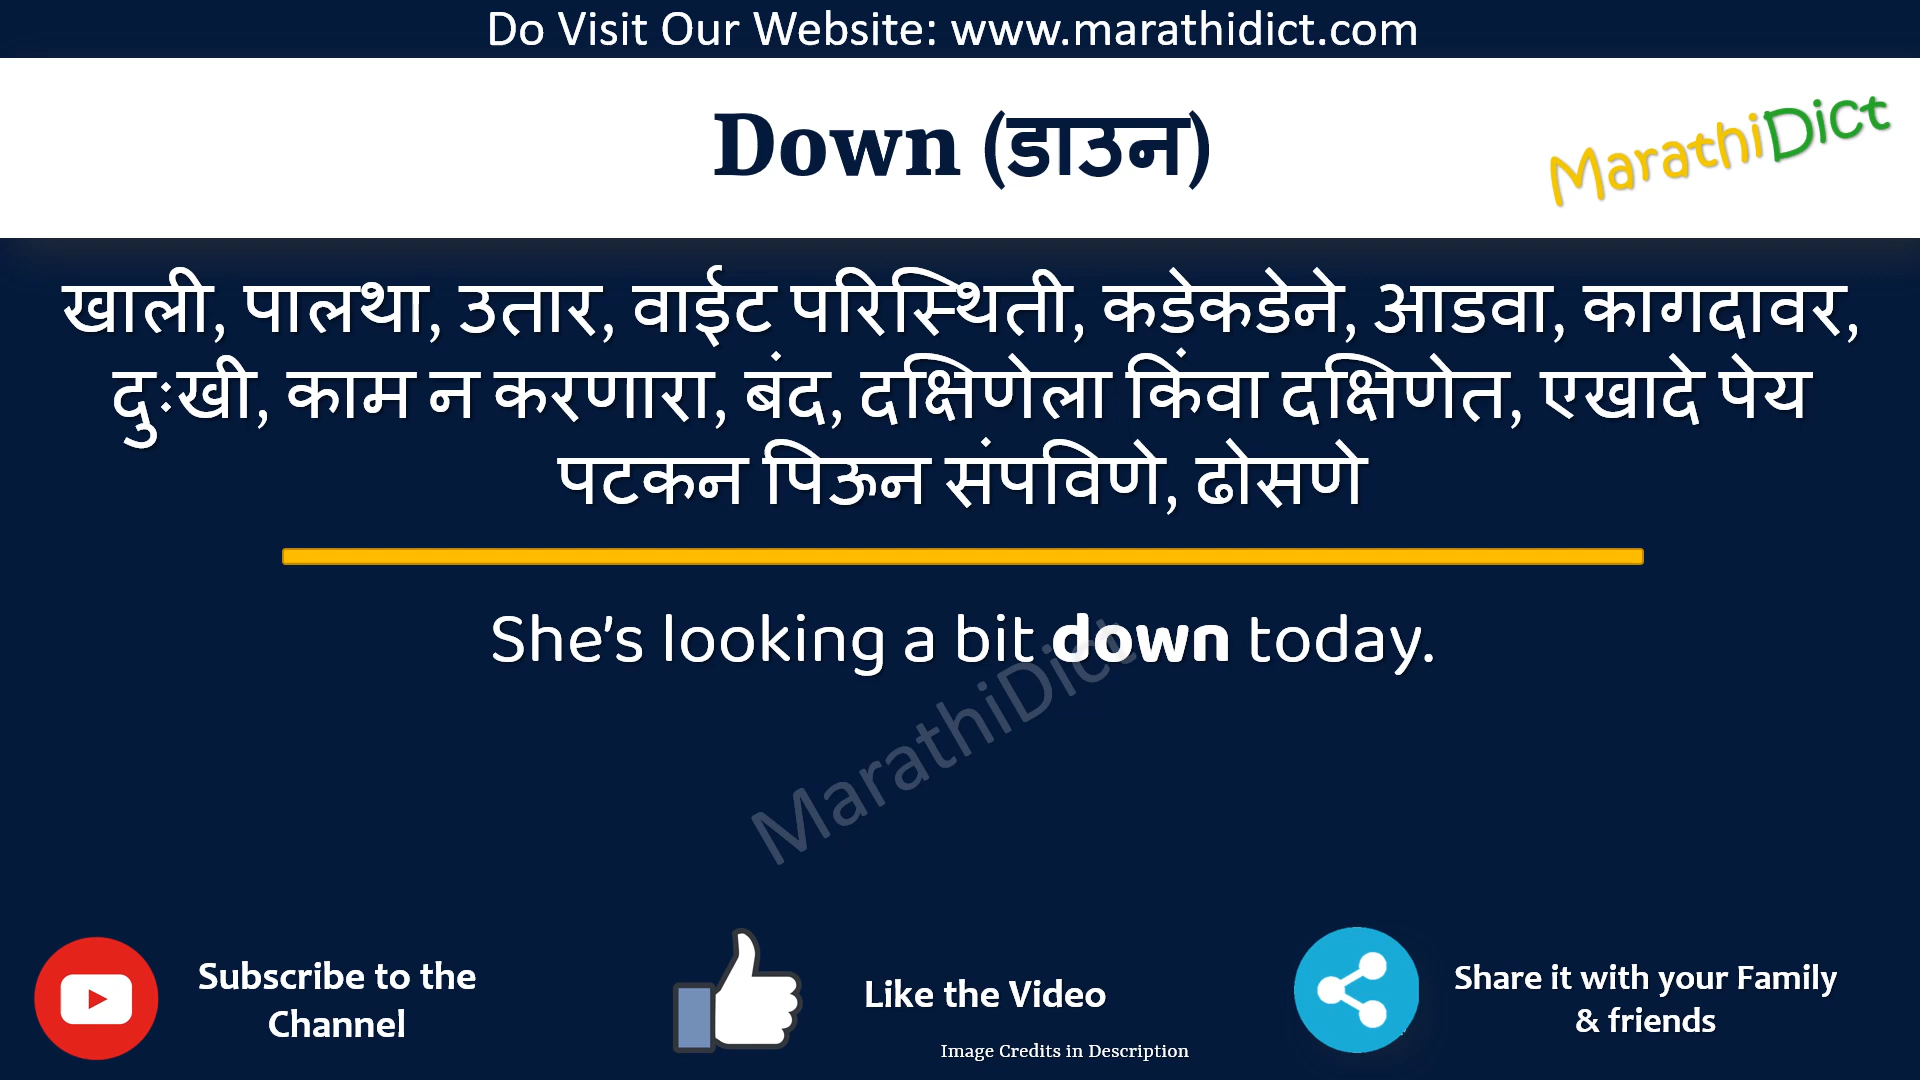 Do Visit Our Website: www.marathidict.com
Down (डाउन)
MarathiDict
खाली, पालथा, उतार, वाईट परिस्थिती, कडेकडेने, आडवा, कागदावर,
दुःखी, काम न करणारा, बंद, दक्षिणेला किंवा दक्षिणेत, एखादे पेय
पटकन पिऊन संपविणे, ढोसणे
She's looking a bit down today.
MarathiDict
Subscribe to the
Channel
Like the Video
Share it with your Family
& friends
Image Credits in Description